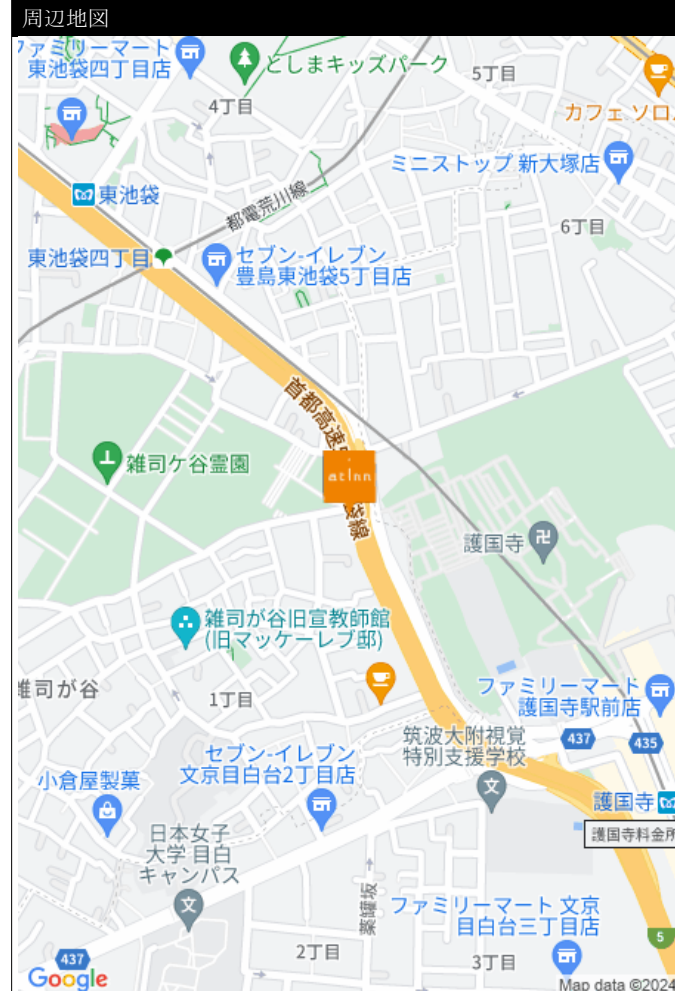 周辺地図
ファミリーマート
東池袋四丁目店
としまキッズパーク
5丁目
4丁目
カフェ ソロ
ミニストップ 新大塚店
東池袋
都電荒川線
6丁目
東池袋四丁目
セブン-イレブン
豊島東池袋5丁目店
首都高速
袋線
atInn
雑司ケ谷霊園
護国寺
雑司が谷旧宣教師館
(旧マッケーレブ邸)
雑司が谷
1丁目
ファミリーマート
護国寺駅前店
筑波大附視覚
特別支援学校
437
435
セブン-イレブン
文京目白台2丁目店
小倉屋製菓
護国寺
護国寺料金所
日本女子
大学 目白
キャンパス
薬罐坂
ファミリーマート 文京
目白台三丁目店
5
2丁目
3丁目
437
Google
Map data ©2024